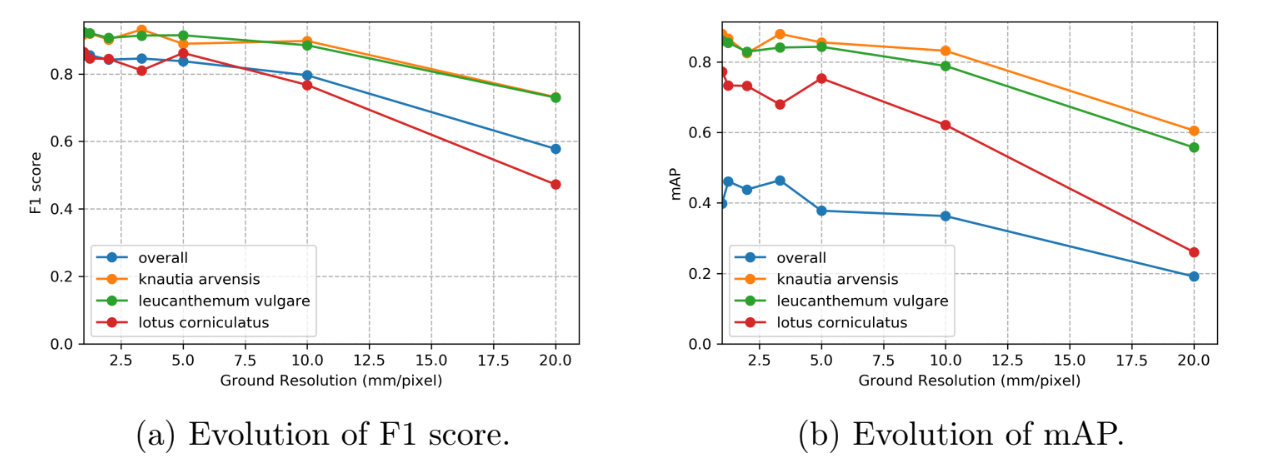 F1 score
0.8
0.6
0.4
0.2
0.0
overall
knautia arvensis
leucanthemum vulgare
lotus corniculatus
2.5 5.0 7.5 10.0 12.5 15.0 17.5 20.0
Ground Resolution (mm/pixel)
(a) Evolution of F1 score.
mAP
0.8
0.6
0.4
0.2
0.0
overall
knautia arvensis
leucanthemum vulgare
lotus corniculatus
2.5 5.0 7.5 10.0 12.5 15.0 17.5 20.0
Ground Resolution (mm/pixel)
(b) Evolution of mAP.